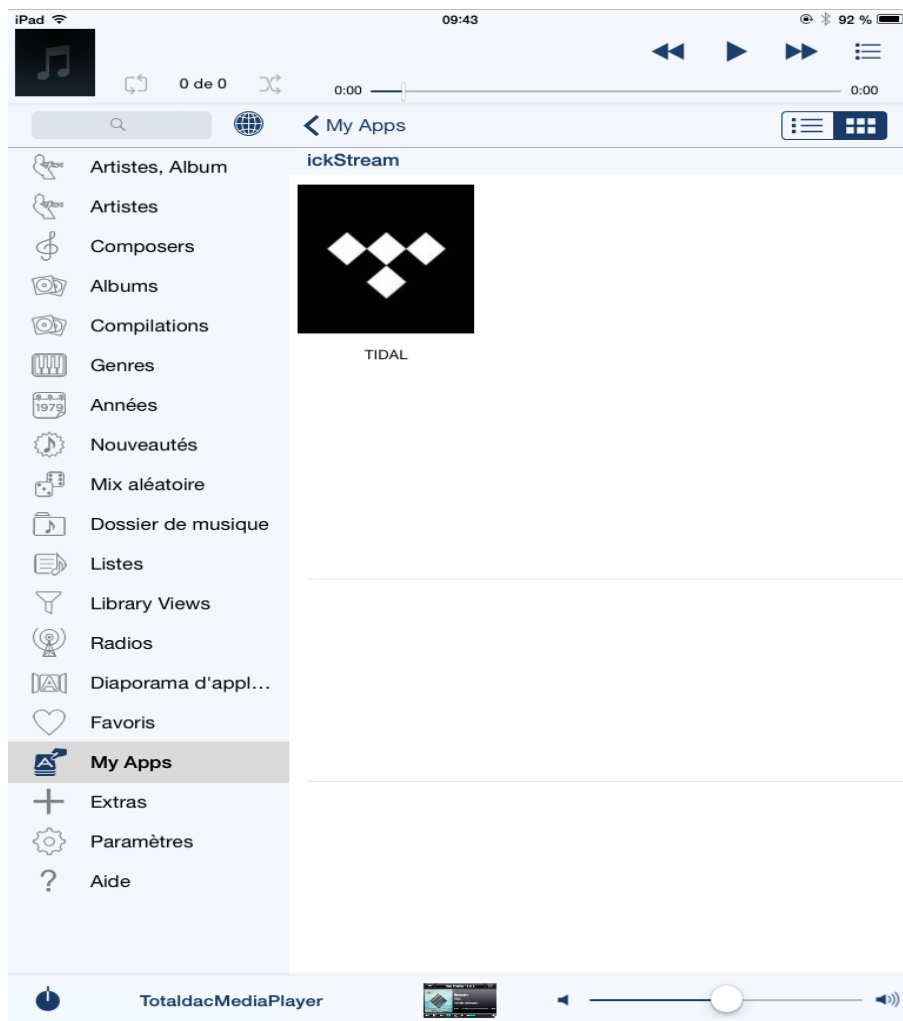 iPad 09:43 92 %
0 de 0
0:00 0:00
My Apps
ickStream
Artistes, Album
Artistes
Composers
Albums
Compilations
Genres
1979 Années
Nouveautés
Mix aléatoire
Dossier de musique
Listes
Library Views
Radios
Diaporama d'appl...
Favoris
My Apps
Extras
Paramètres
? Aide
TIDAL
TotaldacMediaPlayer